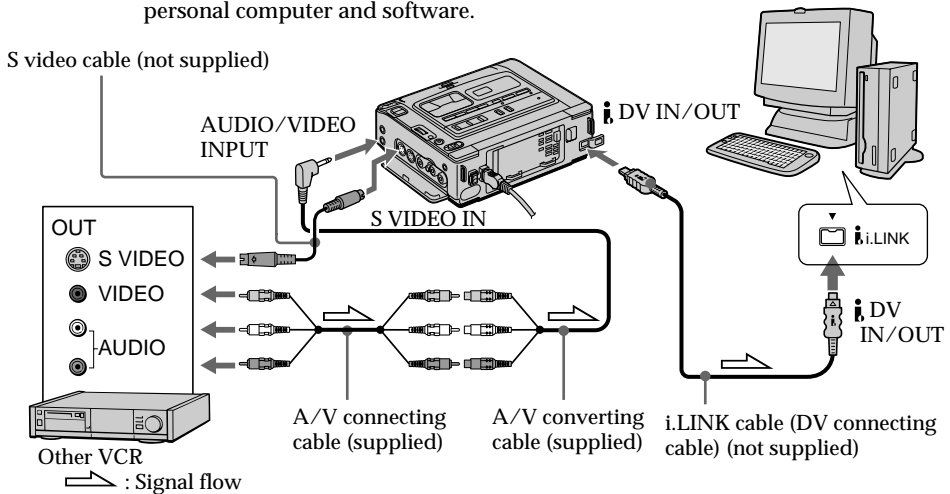 personal computer and software.
S video cable (not supplied)
AUDIO/VIDEO
INPUT
DV IN/OUT
S VIDEO IN
OUT
S VIDEO
VIDEO
AUDIO
i.LINK
DV
IN/OUT
A/V connecting
cable (supplied)
A/V converting
cable (supplied)
i.LINK cable (DV connecting
cable) (not supplied)
Other VCR
: Signal flow